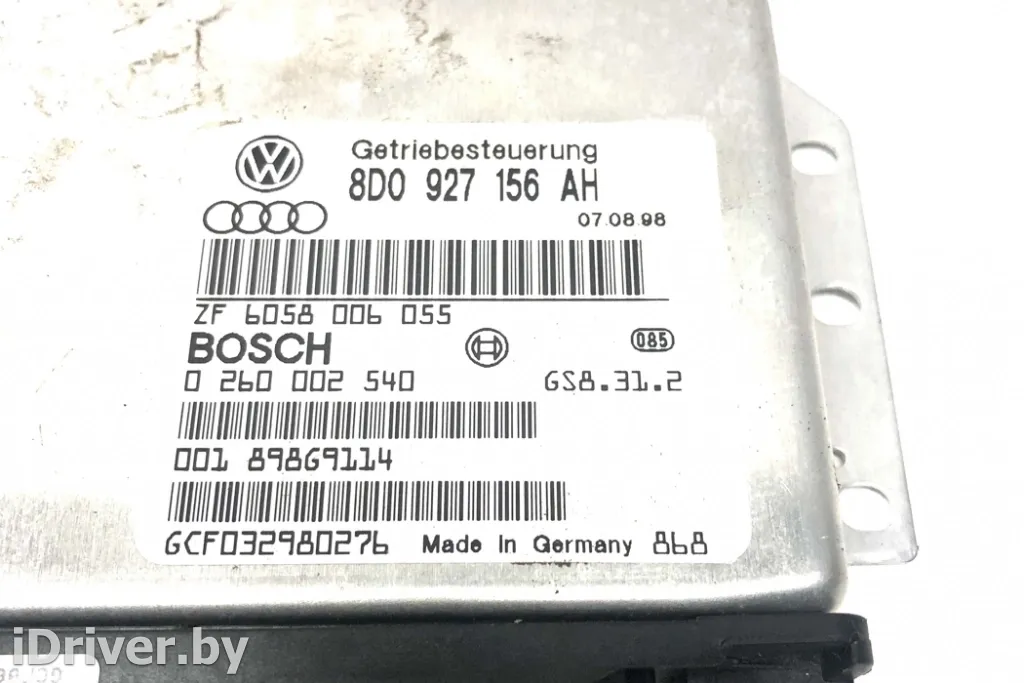 Getriebesteuerung
8D0 927 156 AH
07.08.98
ZF 6058 006 055
BOSCH
085
0 260 002 540 GS8.31.2
001 89869114
GCF032980276 Made In Germany 868
iDriver.by